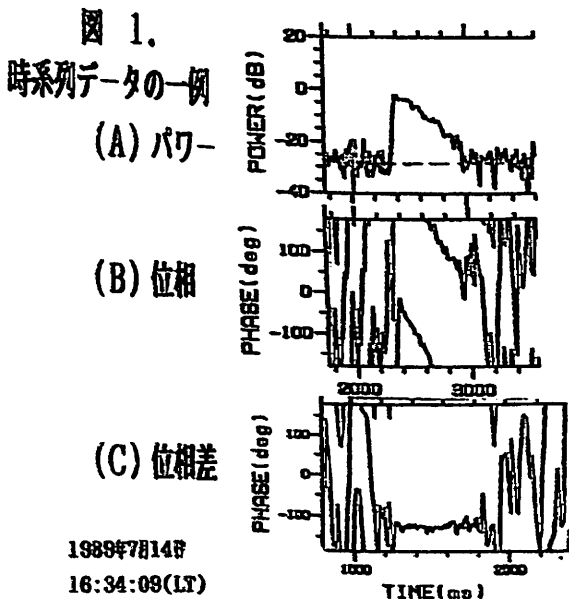 図 1.
時系列データの一例
(A) パワー
POWER(dB)
20
0
-20
-40
(B) 位相
PHASE(deg)
100
0
-100
2000 3000
(C) 位相差
PHASE(deg)
100
0
-100
1000 2000
TIME(ms)
1989年7月14日
16:34:09(LT)